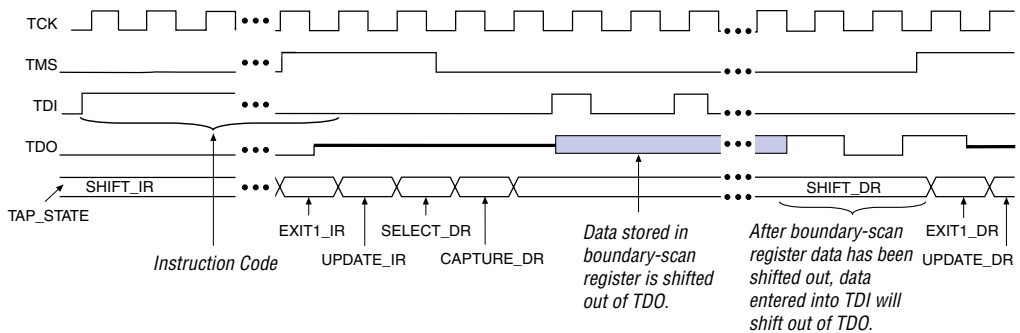 TCK
TMS
TDI
TDO
SHIFT_IR
SHIFT_DR
TAP_STATE
EXIT1_IR
SELECT_DR
EXIT1_DR
UPDATE_IR
CAPTURE_DR
UPDATE_DR
Instruction Code
Data stored in
boundary-scan
register is shifted
out of TDO.
After boundary-scan
register data has been
shifted out, data
entered into TDI will
shift out of TDO.